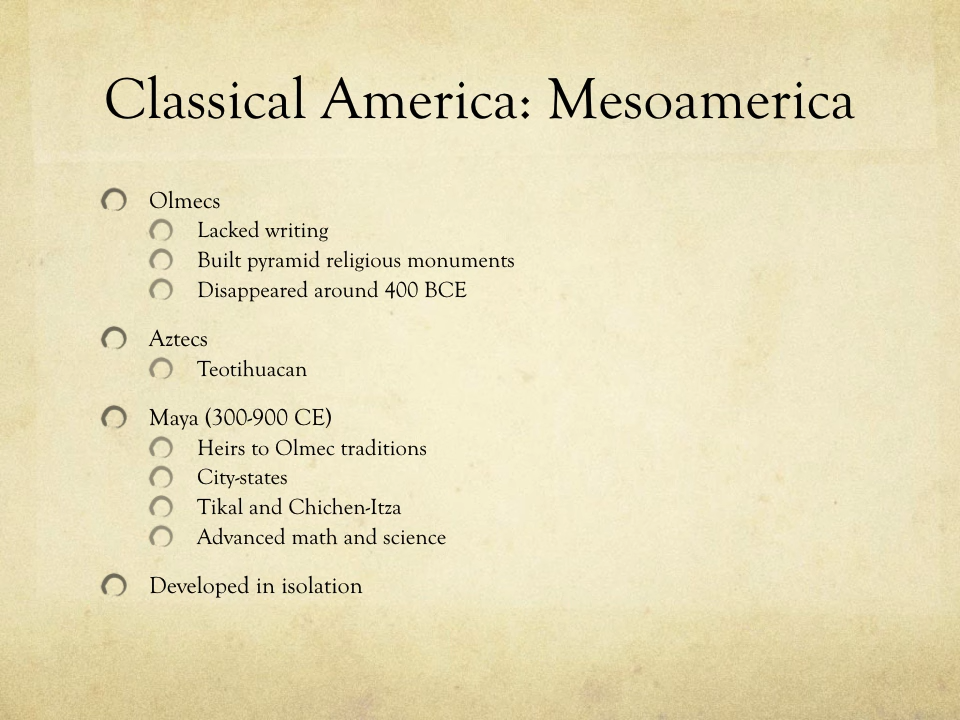 Classical America: Mesoamerica
Olmecs
Lacked writing
Built pyramid religious monuments
Disappeared around 400 BCE
Aztecs
Teotihuacan
Maya (300-900 CE)
Heirs to Olmec traditions
City-states
Tikal and Chichen-Itza
Advanced math and science
Developed in isolation